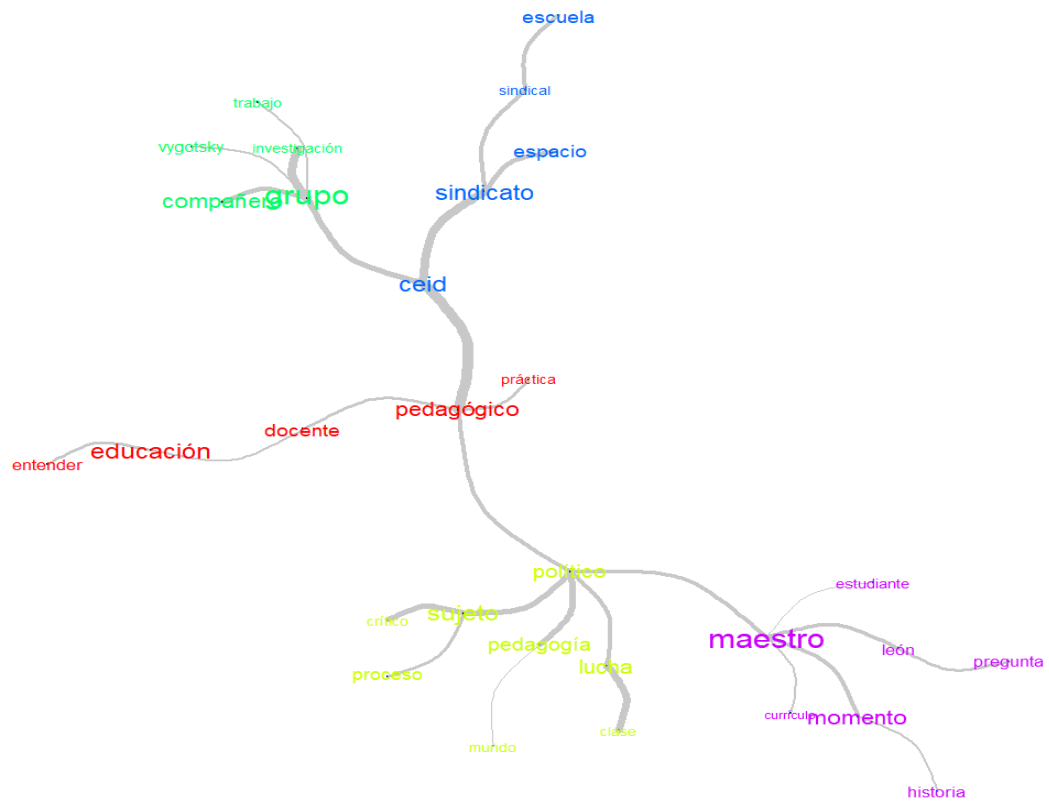 escuela
sindical
trabajo
vygotsky
investigación
espacio
compañero
grupo
sindicato
ceid
práctica
pedagógico
docente
educación
entender
político
estudiante
crítico
sujeto
pedagogía
maestro
león
pregunta
proceso
lucha
currículo
momento
clase
mundo
historia